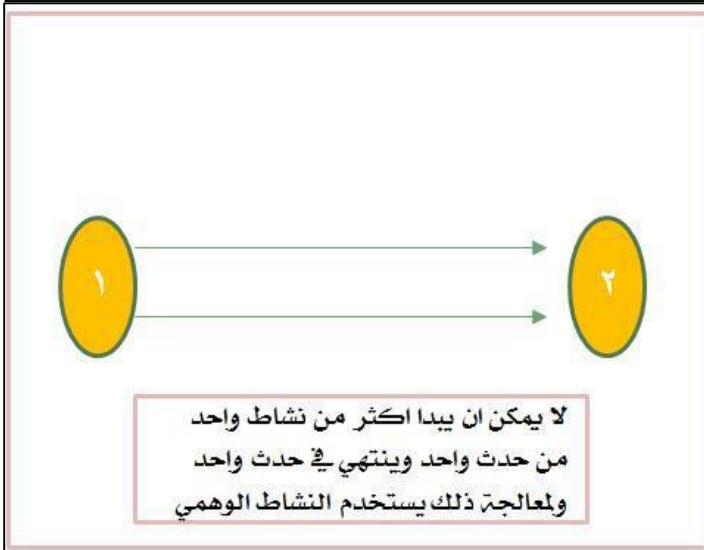 ١
٢
لا يمكن ان يبدا اكثر من نشاط واحد
من حدث واحد وينتهي في حدث واحد
ولمعالجة ذلك يستخدم النشاط الوهمي